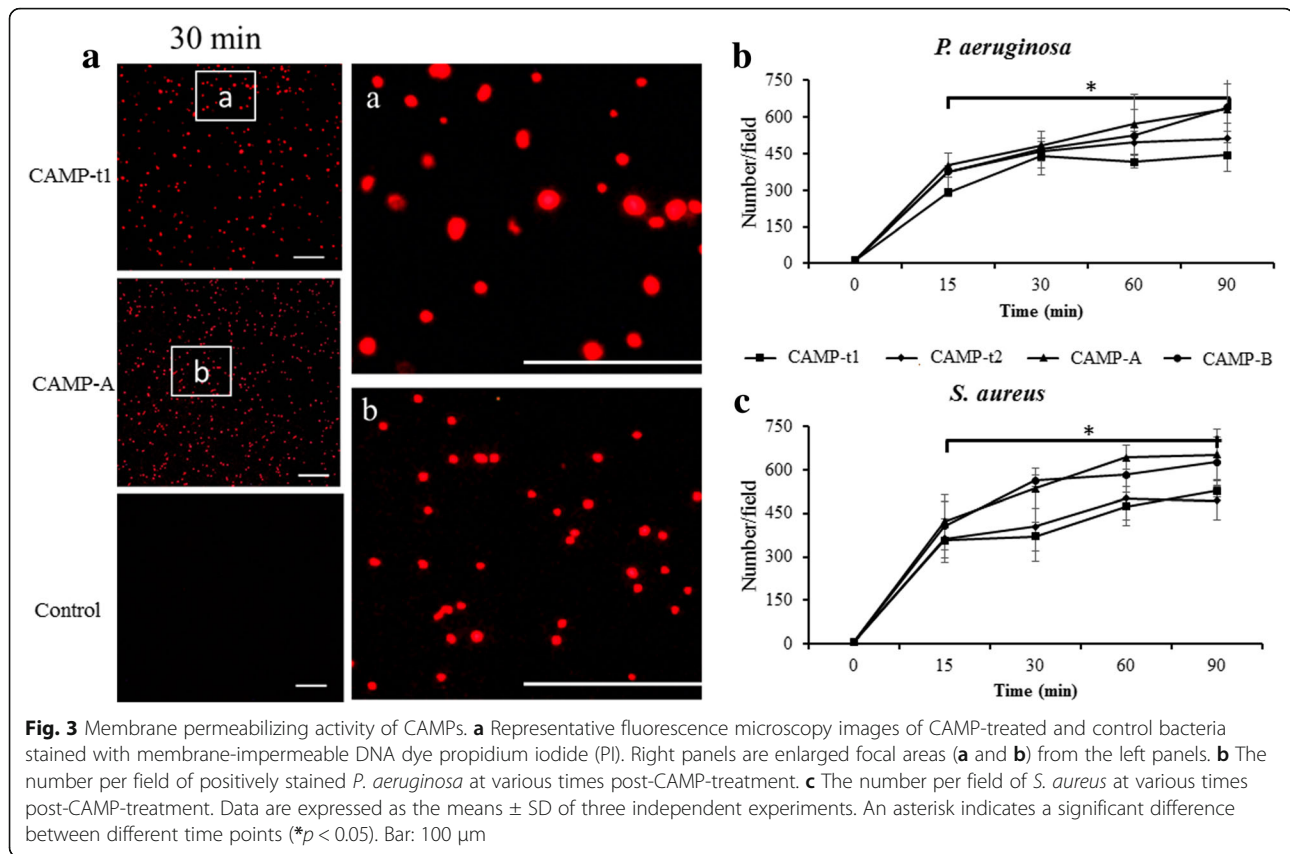 30 min
a
a
CAMP-t1
b
CAMP-A
Control
a
b
b
P. aeruginosa
*
750
600
450
300
150
0
Number/field
0 15 30 60 90
Time (min)
CAMP-t1 CAMP-t2 CAMP-A CAMP-B
c
S. aureus
*
750
600
450
300
150
0
Number/field
0 15 30 60 90
Time (min)
Fig. 3 Membrane permeabilizing activity of CAMPs. a Representative fluorescence microscopy images of CAMP-treated and control bacteria
stained with membrane-impermeable DNA dye propidium iodide (PI). Right panels are enlarged focal areas (a and b) from the left panels. b The
number per field of positively stained P. aeruginosa at various times post-CAMP-treatment. c The number per field of S. aureus at various times
post-CAMP-treatment. Data are expressed as the means ± SD of three independent experiments. An asterisk indicates a significant difference
between different time points (*p < 0.05). Bar: 100 μm